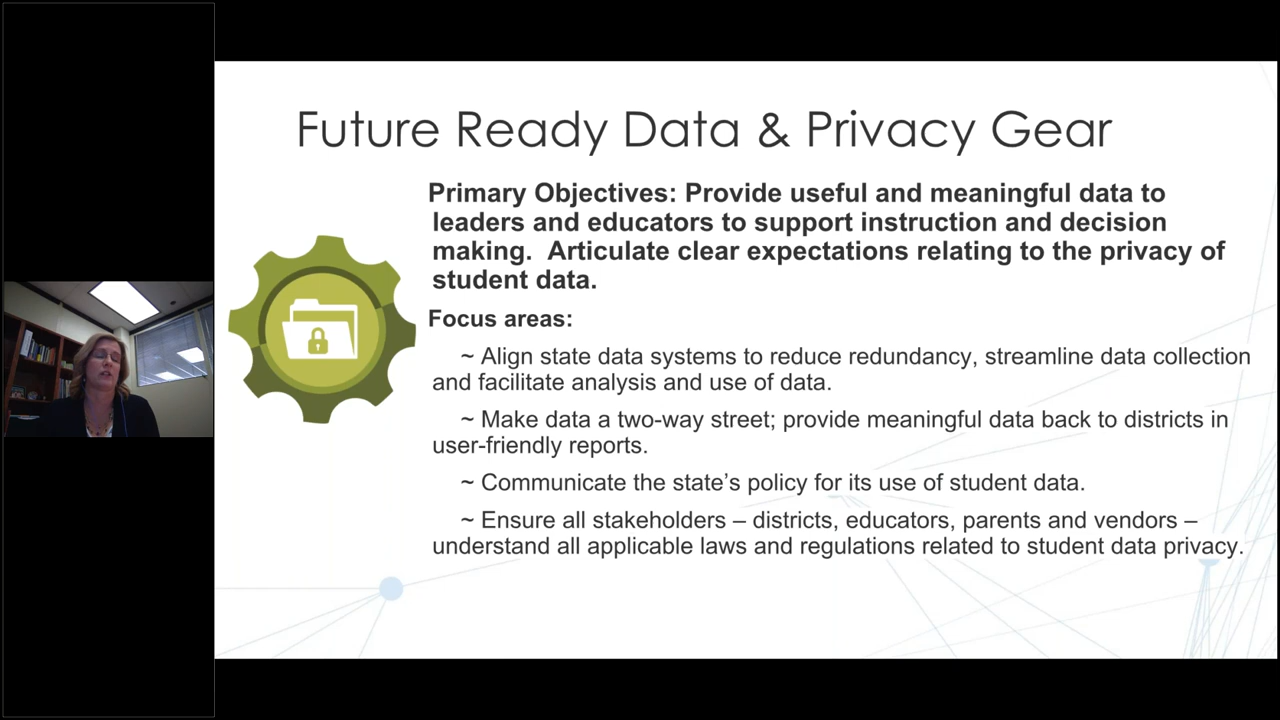 Future Ready Data & Privacy Gear
Primary Objectives: Provide useful and meaningful data to
leaders and educators to support instruction and decision
making.  Articulate clear expectations relating to the privacy of
student data.
Focus areas:
~ Align state data systems to reduce redundancy, streamline data collection
and facilitate analysis and use of data.
~ Make data a two-way street; provide meaningful data back to districts in
user-friendly reports.
~ Communicate the state’s policy for its use of student data.
~ Ensure all stakeholders – districts, educators, parents and vendors –
understand all applicable laws and regulations related to student data privacy.